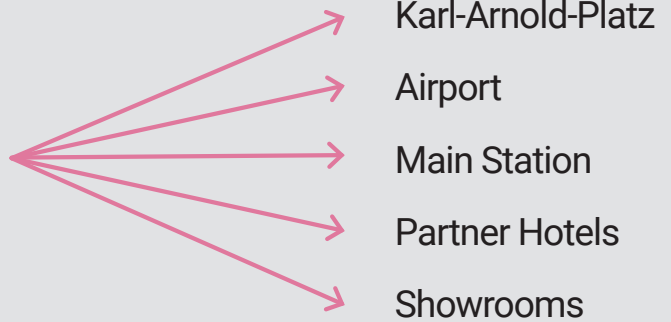 Karl-Arnold-Platz
Airport
Main Station
Partner Hotels
Showrooms